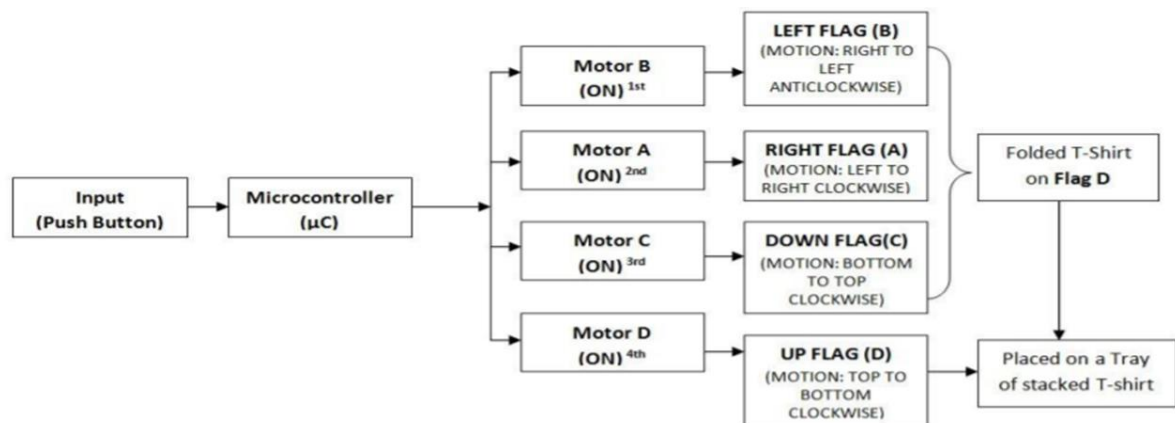 Input
(Push Button)
Microcontroller
(µC)
Motor B
(ON) 1st
Motor A
(ON) 2nd
Motor C
(ON) 3rd
Motor D
(ON) 4th
LEFT FLAG (B)
(MOTION: RIGHT TO
LEFT
ANTICLOCKWISE)
RIGHT FLAG (A)
(MOTION: LEFT TO
RIGHT CLOCKWISE)
DOWN FLAG(C)
(MOTION: BOTTOM
TO TOP
CLOCKWISE)
UP FLAG (D)
(MOTION: TOP TO
BOTTOM
CLOCKWISE)
Folded T-Shirt
on Flag D
Placed on a Tray
of stacked T-shirt